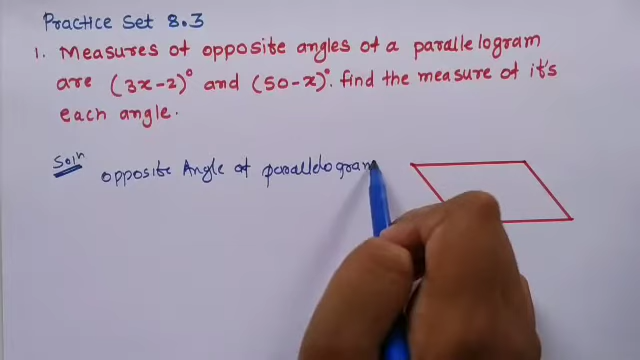 Practice Set 8.3
1. Measures of opposite angles of a parallelogram
are (3x-2)° and (50-x)°. find the measure of it's
each angle.
Soln
opposite Angle of parallelogram